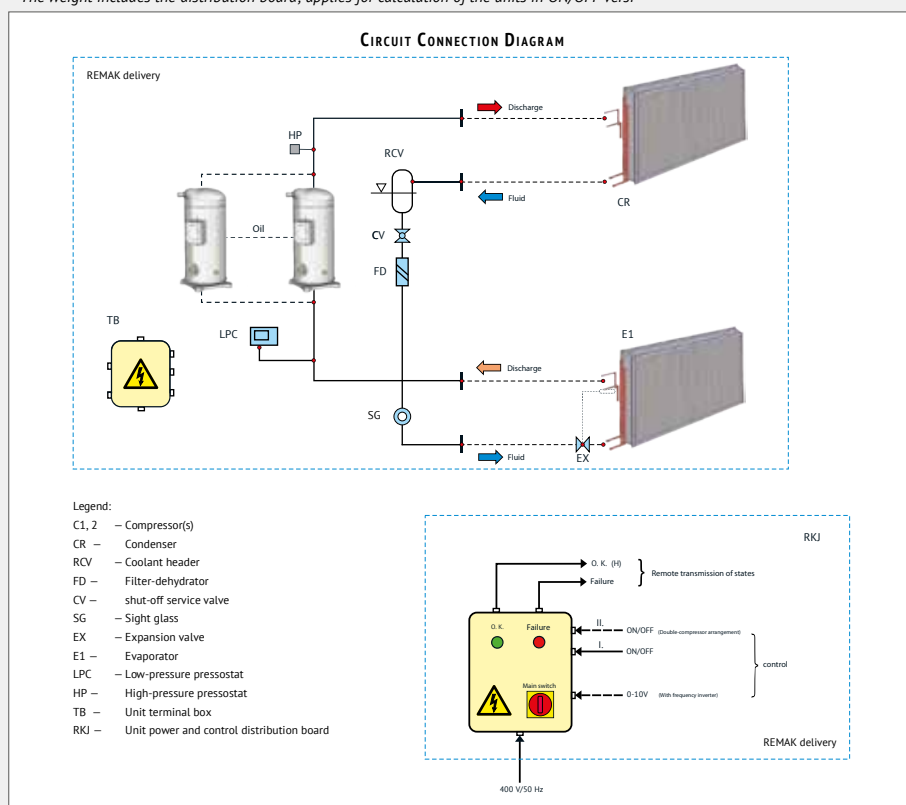 The weight includes the distribution board; applies for calculation of the units in ON/OFF vers.
CIRCUIT CONNECTION DIAGRAM
REMAK delivery
Discharge
HP
RCV
Fluid
CR
Oil
CV
FD
TB
LPC
E1
Discharge
SG
Fluid
EX
Legend:
C1, 2 – Compressor(s)
CR – Condenser
RCV – Coolant header
FD – Filter-dehydrator
CV – shut-off service valve
SG – Sight glass
EX – Expansion valve
E1 – Evaporator
LPC – Low-pressure pressostat
HP – High-pressure pressostat
TB – Unit terminal box
RKJ – Unit power and control distribution board
RKJ
O. K. (H)
Remote transmission of states
Failure
O. K. Failure
II. ON/OFF (Double-compressor arrangement)
I. ON/OFF
control
Main switch
0-10V (With frequency inverter)
REMAK delivery
400 V/50 Hz